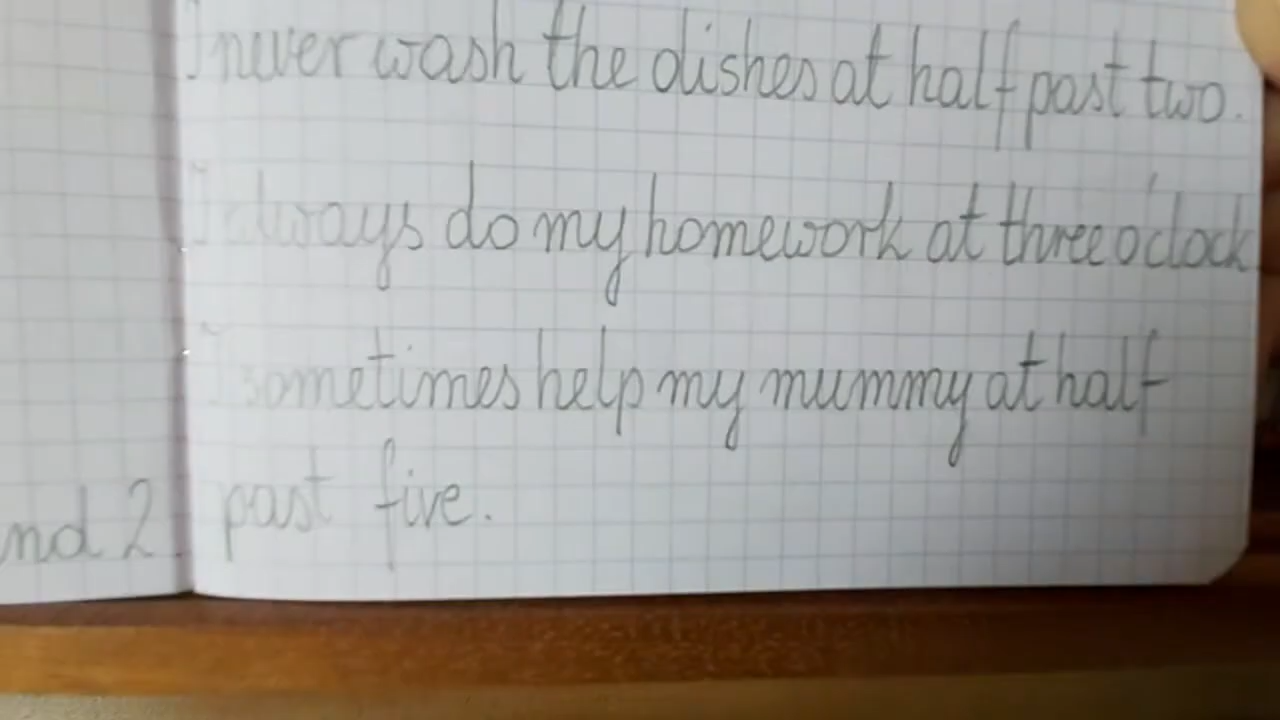 I never wash the dishes at half past two.
I always do my homework at three o'clock
I sometimes help my mummy at half
past five.
nd 2